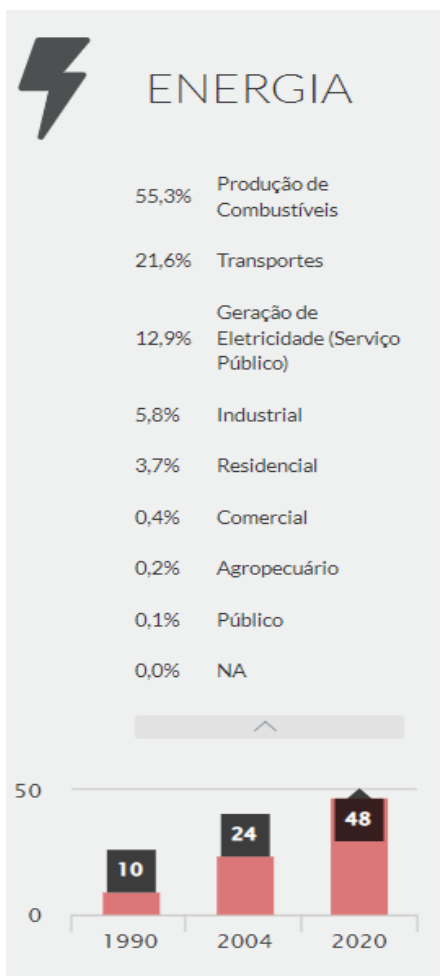 ENERGIA
55,3% Produção de
Combustíveis
21,6% Transportes
Geração de
12,9% Eletricidade (Serviço
Público)
5,8% Industrial
3,7% Residencial
0,4% Comercial
0,2% Agropecuário
0,1% Público
0,0% NA
50
48
24
10
0
1990 2004 2020